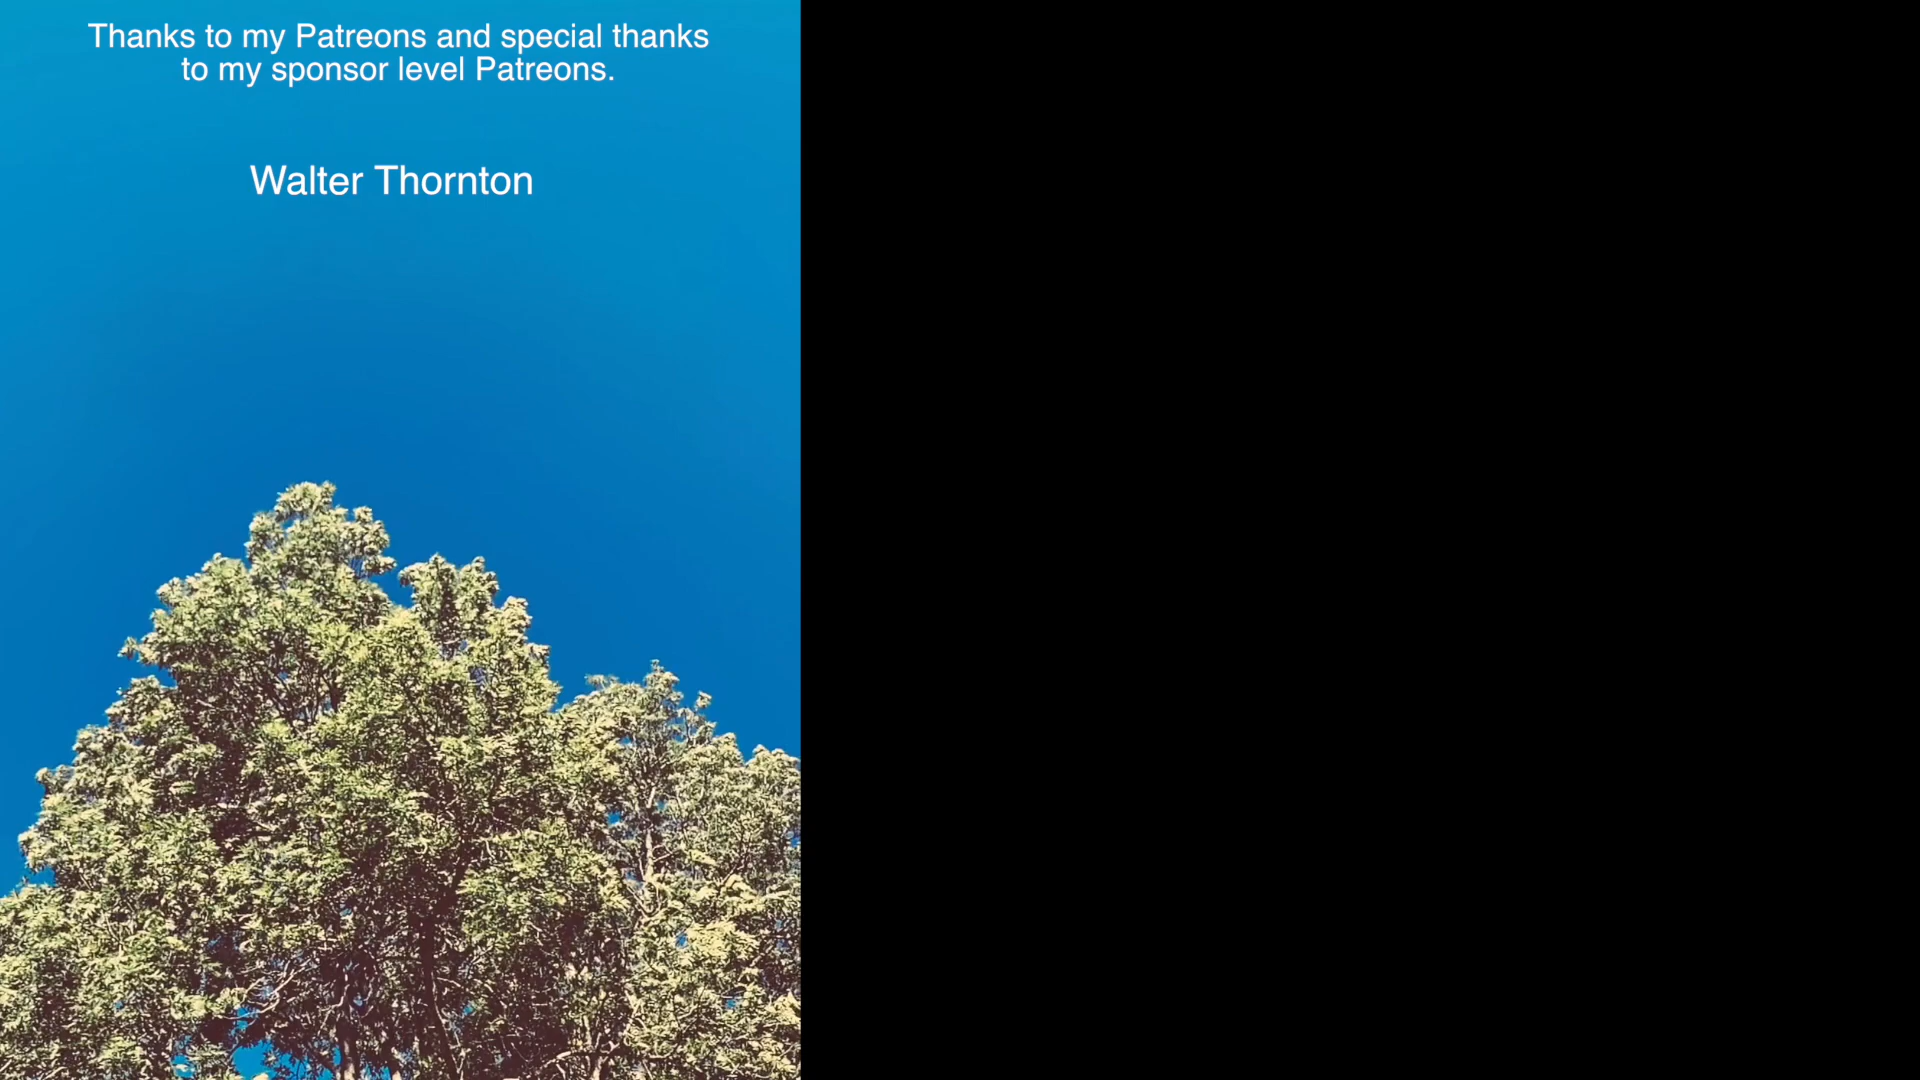 Thanks to my Patreons and special thanks
to my sponsor level Patreons.
Walter Thornton